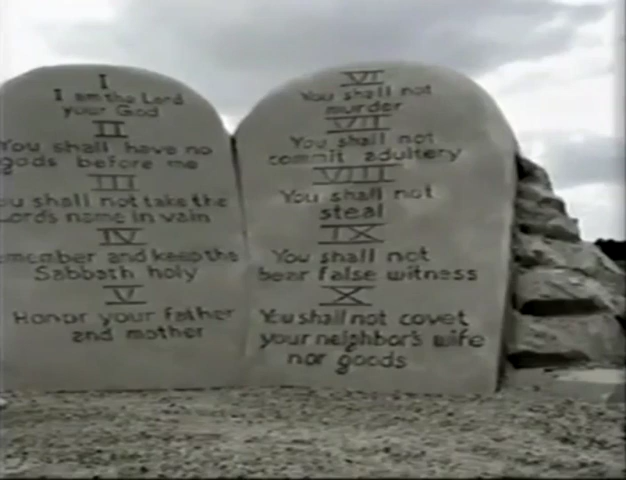 I
I am the Lord
your God
II
You shall have no
gods before me
III
ou shall not take the
Lord's name in vain
IV
member and keep the
Sabbath holy
V
Honor your father
and mother
VI
You shall not
murder
VII
You shall not
commit adultery
VIII
You shall not
steal
IX
You shall not
bear false witness
X
You shall not covet
your neighbor's wife
nor goods